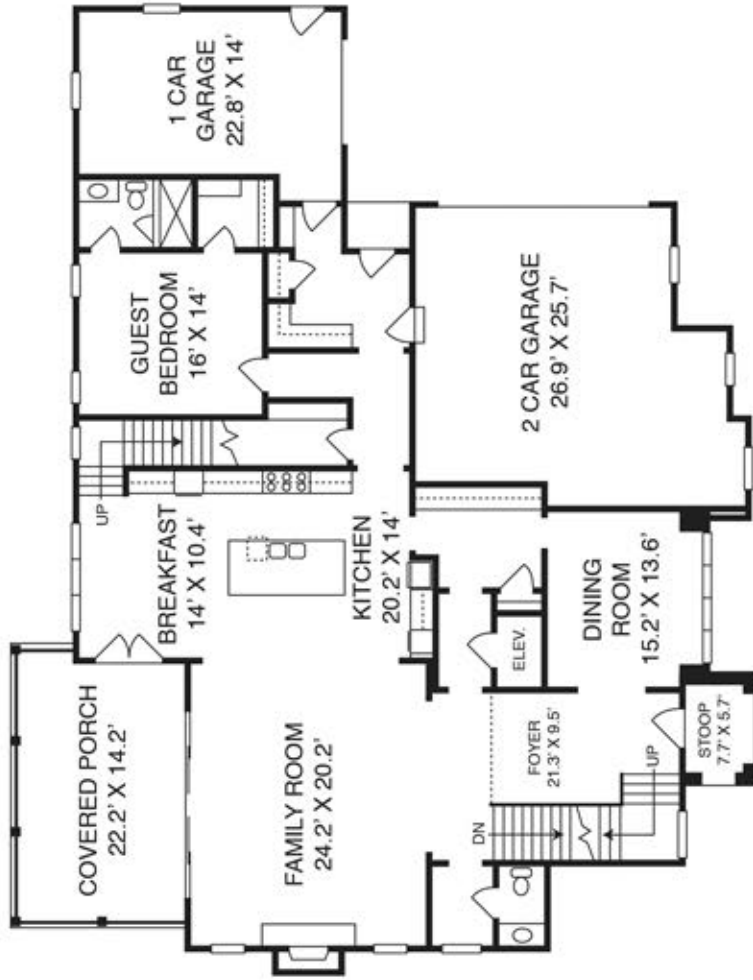 1 CAR
GARAGE
22.8' X 14'
GUEST
BEDROOM
16' X 14'
2 CAR GARAGE
26.9' X 25.7'
UP
BREAKFAST
14' X 10.4'
KITCHEN
20.2' X 14'
DINING
ROOM
15.2' X 13.6'
ELEV.
COVERED PORCH
22.2' X 14.2'
FAMILY ROOM
24.2' X 20.2'
FOYER
21.3' X 9.5'
STOOP
7.7' X 5.7'
DN
UP